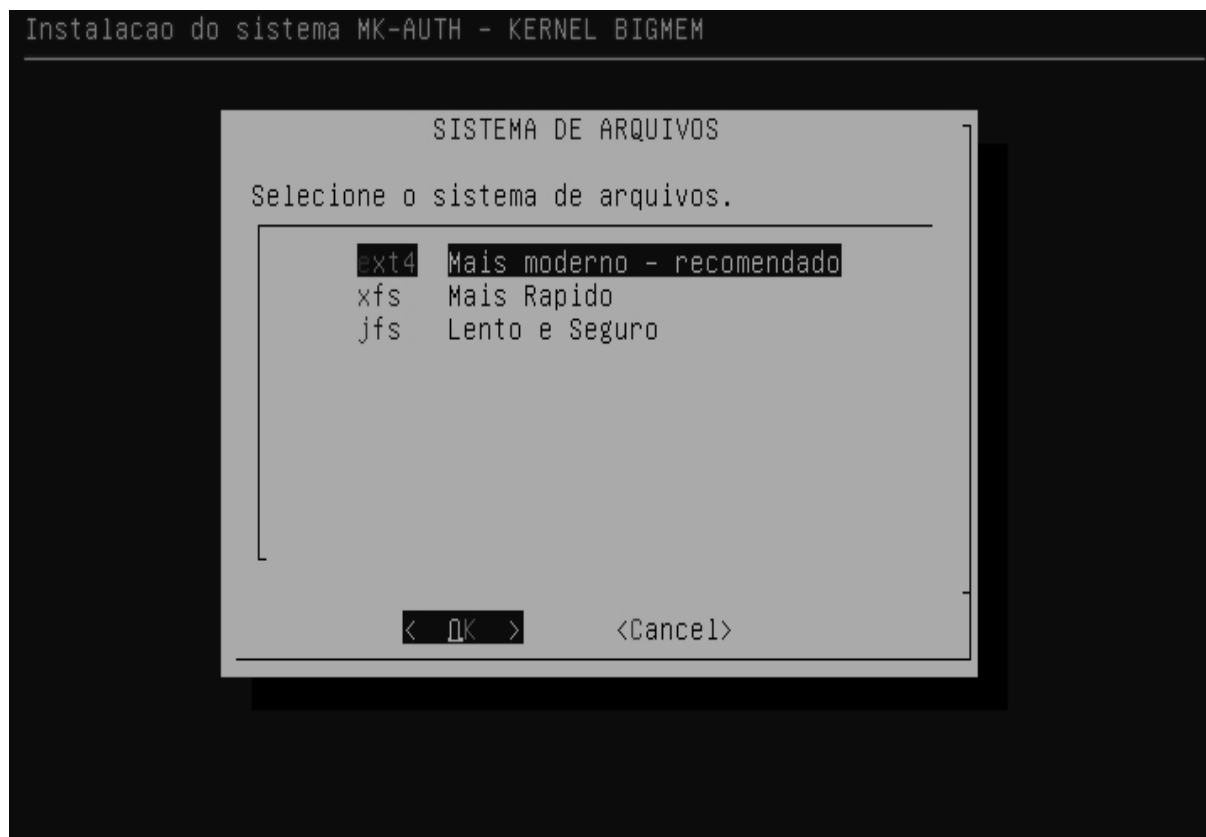 Instalacao do sistema MK-AUTH - KERNEL BIGMEM
SISTEMA DE ARQUIVOS
Selecione o sistema de arquivos.
ext4 Mais moderno - recomendado
xfs Mais Rapido
jfs Lento e Seguro
< OK > <Cancel>